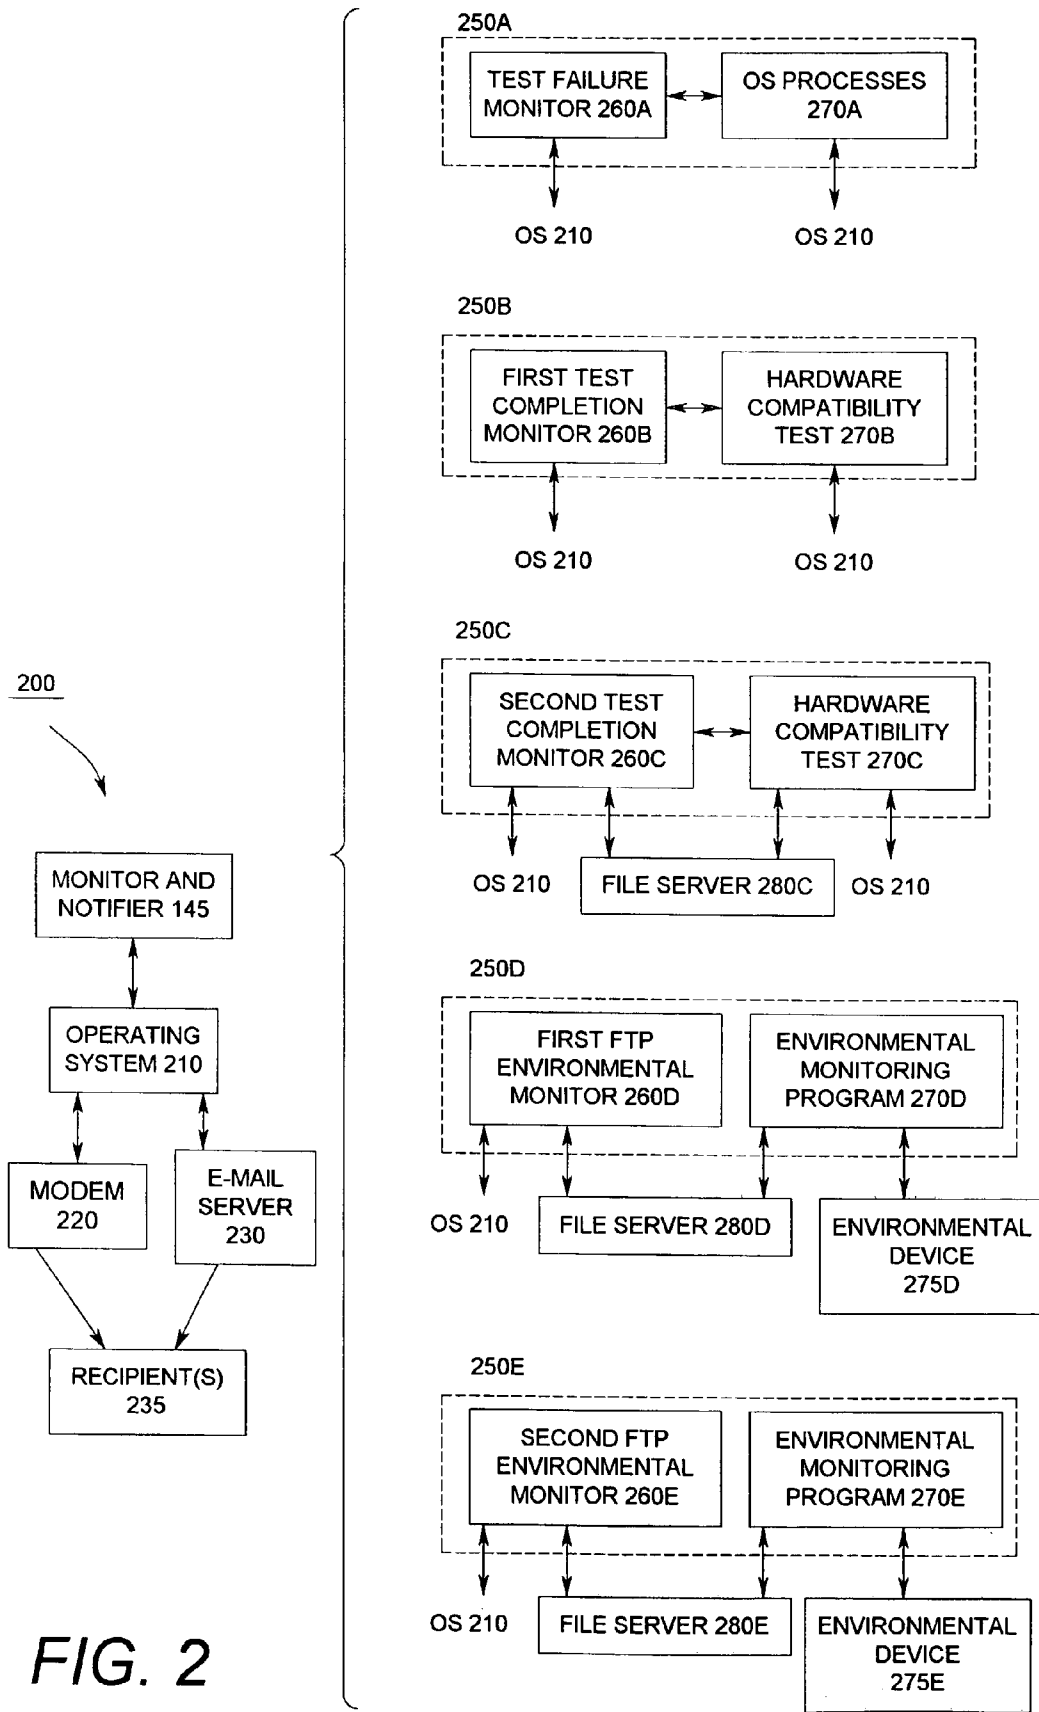 250A
TEST FAILURE
MONITOR 260A
OS PROCESSES
270A
OS 210
OS 210
250B
FIRST TEST
COMPLETION
MONITOR 260B
HARDWARE
COMPATIBILITY
TEST 270B
OS 210
OS 210
250C
SECOND TEST
COMPLETION
MONITOR 260C
HARDWARE
COMPATIBILITY
TEST 270C
OS 210
FILE SERVER 280C
OS 210
200
MONITOR AND
NOTIFIER 145
OPERATING
SYSTEM 210
MODEM
220
E-MAIL
SERVER
230
RECIPIENT(S)
235
250D
FIRST FTP
ENVIRONMENTAL
MONITOR 260D
ENVIRONMENTAL
MONITORING
PROGRAM 270D
OS 210
FILE SERVER 280D
ENVIRONMENTAL
DEVICE
275D
250E
SECOND FTP
ENVIRONMENTAL
MONITOR 260E
ENVIRONMENTAL
MONITORING
PROGRAM 270E
OS 210
FILE SERVER 280E
ENVIRONMENTAL
DEVICE
275E
FIG. 2